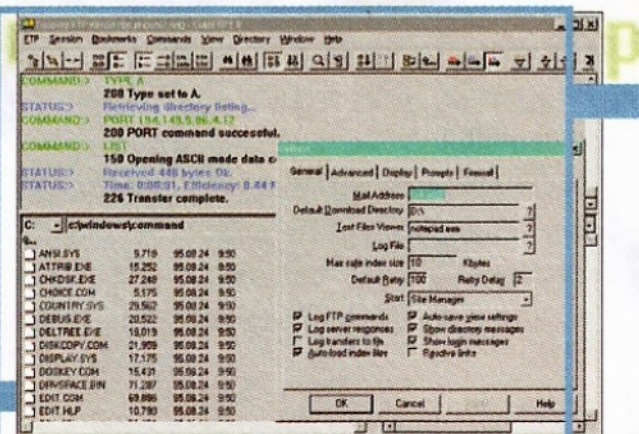 FTP Session Bookmarks Commands View Directory Window Help
COMMAND:> TYPE A
200 Type set to A.
STATUS:> Retrieving directory listing...
COMMAND:> PORT 194,149,9,86,4,12
200 PORT command successful.
COMMAND:> LIST
150 Opening ASCII mode data c
STATUS:> Received 448 bytes Ok.
STATUS:> Time: 0:00:01, Efficiency: 0.44
226 Transfer complete.
C: c:\windows\command
ANSI.SYS 9,719 95.08.24 9:50
ATTRIB.EXE 15,252 95.08.24 9:50
CHKDSK.EXE 27,248 95.08.24 9:50
CHOICE.COM 5,175 95.08.24 9:50
COUNTRY.SYS 29,562 95.08.24 9:50
DEBUG.EXE 20,522 95.08.24 9:50
DELTREE.EXE 19,019 95.08.24 9:50
DISKCOPY.COM 21,959 95.08.24 9:50
DISPLAY.SYS 17,175 95.08.24 9:50
DOSKEY.COM 15,431 95.08.24 9:50
DRVSPACE.BIN 71,287 95.08.24 9:50
EDIT.COM 69,886 95.08.24 9:50
EDIT.HLP 10,790 95.08.24 9:50
General Advanced Display Prompts Firewall
Mail Address
Default Download Directory D:\ ?
Text Files Viewer notepad.exe ?
Log File ?
Max cache index size 10 Kbytes
Default Retry 100 Retry Delay 2
Start Site Manager
Log FTP commands
Log server responses
Log transfers to file
Auto-load index files
Auto-save view settings
Show directory messages
Show login messages
Resolve links
OK Cancel Help